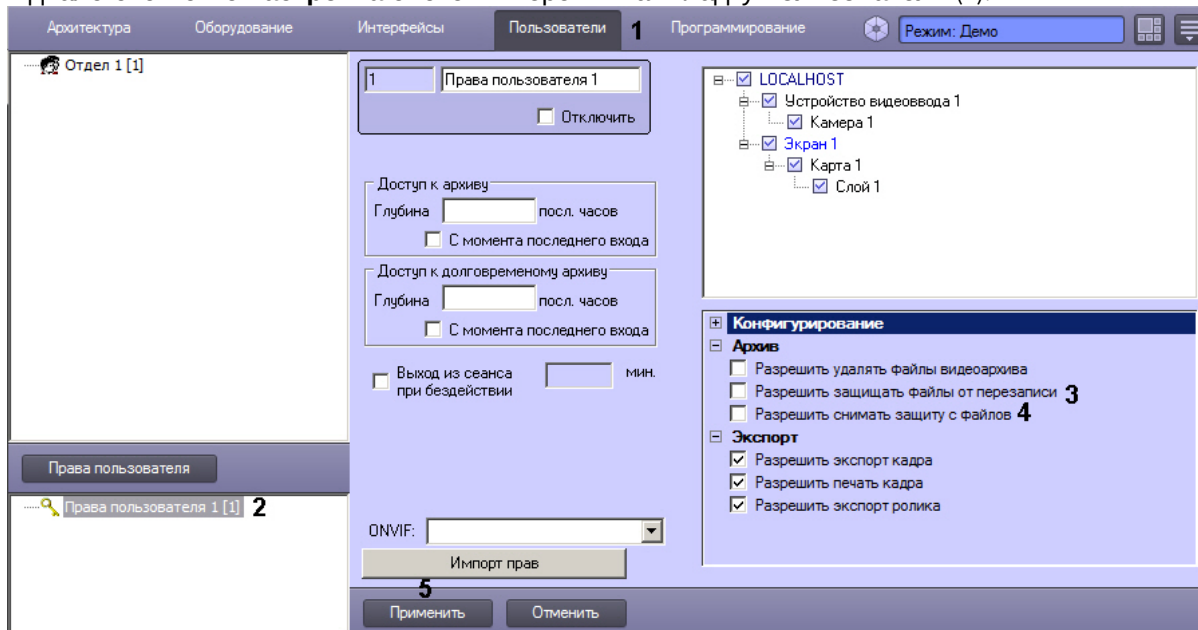 Архитектура Оборудование Интерфейсы Пользователи 1 Программирование Режим: Демо
Отдел 1 [1]
1 Права пользователя 1
Отключить
Доступ к архиву
Глубина посл. часов
С момента последнего входа
Доступ к долговременому архиву
Глубина посл. часов
С момента последнего входа
Выход из сеанса
при бездействии
мин.
ONVIF:
Импорт прав
5
Применить Отменить
Права пользователя
Права пользователя 1 [1] 2
LOCALHOST
Устройство видеоввода 1
Камера 1
Экран 1
Карта 1
Слой 1
Конфигурирование
Архив
Разрешить удалять файлы видеоархива
Разрешить защищать файлы от перезаписи 3
Разрешить снимать защиту с файлов 4
Экспорт
Разрешить экспорт кадра
Разрешить печать кадра
Разрешить экспорт ролика